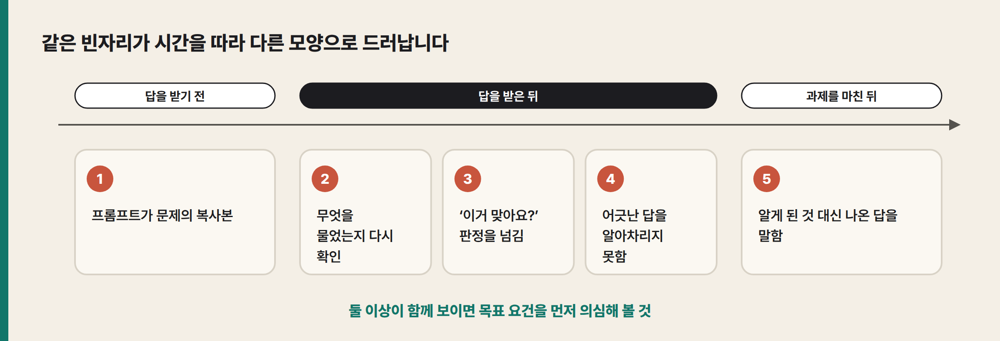 같은 빈자리가 시간을 따라 다른 모양으로 드러납니다
답을 받기 전
답을 받은 뒤
과제를 마친 뒤
1
프롬프트가 문제의 복사본
2
무엇을
물었는지 다시
확인
3
‘이거 맞아요?’
판정을 넘김
4
어긋난 답을
알아차리지
못함
5
알게 된 것 대신 나온 답을
말함
둘 이상이 함께 보이면 목표 요건을 먼저 의심해 볼 것